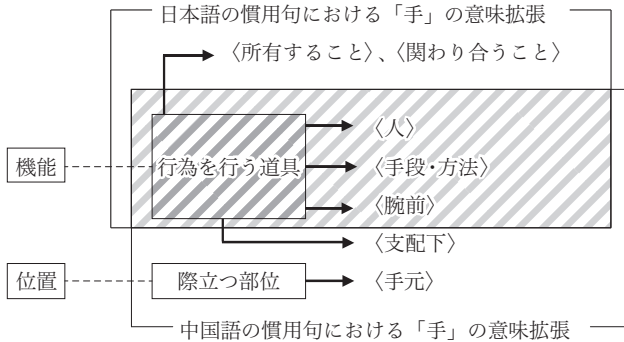 日本語の慣用句における「手」の意味拡張
〈所有すること〉、〈関わり合うこと〉
〈人〉
機能
行為を行う道具
〈手段・方法〉
〈腕前〉
〈支配下〉
位置
際立つ部位
〈手元〉
中国語の慣用句における「手」の意味拡張